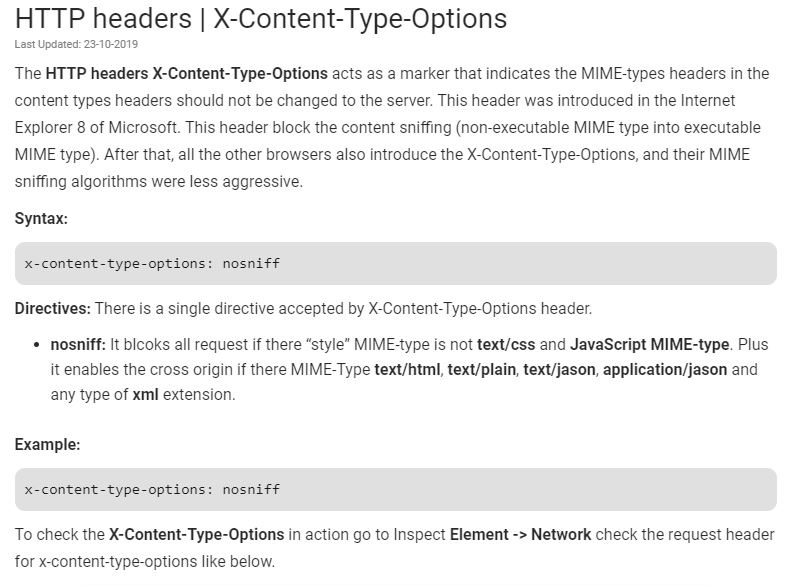 HTTP headers | X-Content-Type-Options
Last Updated: 23-10-2019
The HTTP headers X-Content-Type-Options acts as a marker that indicates the MIME-types headers in the
content types headers should not be changed to the server. This header was introduced in the Internet
Explorer 8 of Microsoft. This header block the content sniffing (non-executable MIME type into executable
MIME type). After that, all the other browsers also introduce the X-Content-Type-Options, and their MIME
sniffing algorithms were less aggressive.
Syntax:
x-content-type-options: nosniff
Directives: There is a single directive accepted by X-Content-Type-Options header.
• nosniff: It blcoks all request if there “style” MIME-type is not text/css and JavaScript MIME-type. Plus
it enables the cross origin if there MIME-Type text/html, text/plain, text/jason, application/jason and
any type of xml extension.
Example:
x-content-type-options: nosniff
To check the X-Content-Type-Options in action go to Inspect Element -> Network check the request header
for x-content-type-options like below.